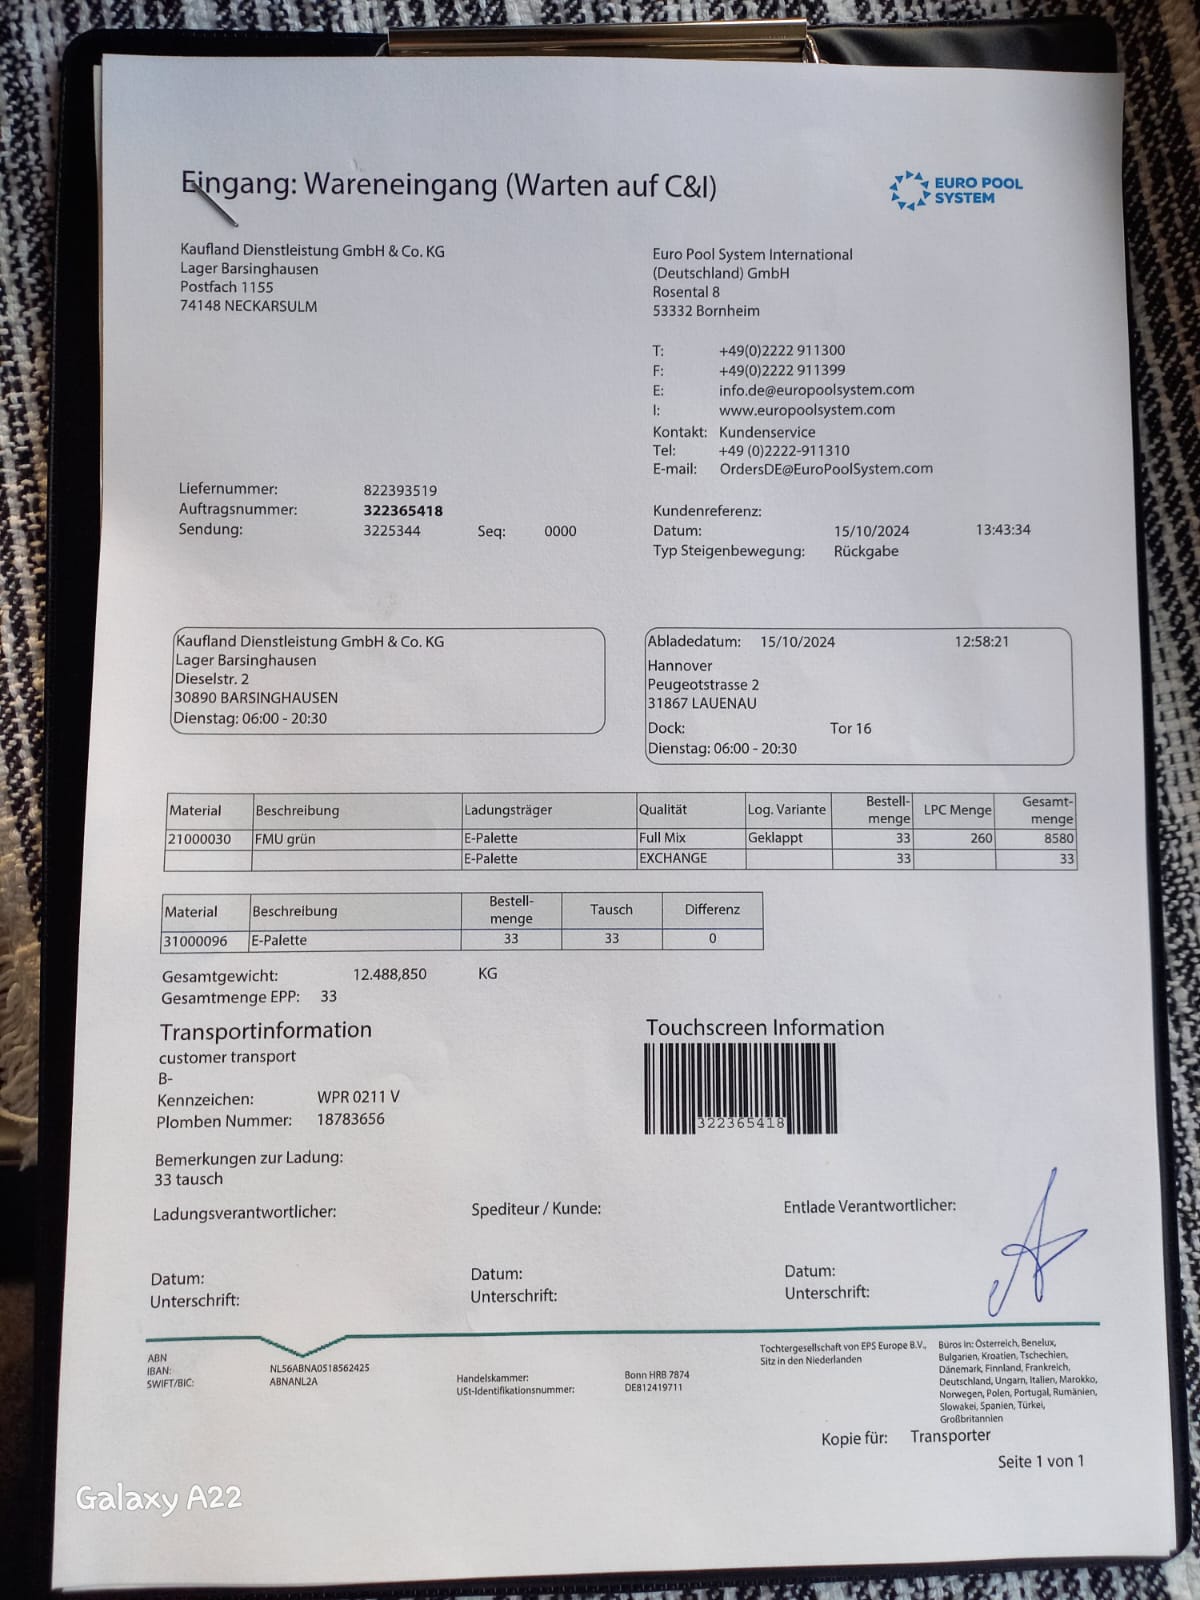 Eingang: Wareneingang (Warten auf C&I)
EURO POOL
SYSTEM
Kaufland Dienstleistung GmbH & Co. KG
Lager Barsinghausen
Postfach 1155
74148 NECKARSULM
Euro Pool System International
(Deutschland) GmbH
Rosental 8
53332 Bornheim
T: +49(0)2222 911300
F: +49(0)2222 911399
E: info.de@europoolsystem.com
I: www.europoolsystem.com
Kontakt: Kundenservice
Tel: +49 (0)2222-911310
E-mail: OrdersDE@EuroPoolSystem.com
Liefernummer: 822393519
Auftragsnummer: 322365418
Sendung: 3225344 Seq: 0000
Kundenreferenz:
Datum: 15/10/2024 13:43:34
Typ Steigenbewegung: Rückgabe
Kaufland Dienstleistung GmbH & Co. KG
Lager Barsinghausen
Dieselstr. 2
30890 BARSINGHAUSEN
Dienstag: 06:00 - 20:30
Abladedatum: 15/10/2024 12:58:21
Hannover
Peugeotstrasse 2
31867 LAUENAU
Dock: Tor 16
Dienstag: 06:00 - 20:30
Material Beschreibung Ladungsträger Qualität Log. Variante Bestell-menge LPC Menge Gesamt-menge
21000030 FMU grün E-Palette Full Mix Geklappt 33 260 8580
E-Palette EXCHANGE 33 33
Material Beschreibung Bestell-menge Tausch Differenz
31000096 E-Palette 33 33 0
Gesamtgewicht: 12.488,850 KG
Gesamtmenge EPP: 33
Transportinformation
customer transport
B-
Kennzeichen: WPR 0211 V
Plomben Nummer: 18783656
Touchscreen Information
322365418
Bemerkungen zur Ladung:
33 tausch
Ladungsverantwortlicher: Spediteur / Kunde: Entlade Verantwortlicher:
Datum: Datum: Datum:
Unterschrift: Unterschrift: Unterschrift:
ABN
IBAN: NL56ABNA0518562425
SWIFT/BIC: ABNANL2A
Handelskammer: Bonn HRB 7874
USt-Identifikationsnummer: DE812419711
Tochtergesellschaft von EPS Europe B.V.,
Sitz in den Niederlanden
Büros in: Österreich, Benelux,
Bulgarien, Kroatien, Tschechien,
Dänemark, Finnland, Frankreich,
Deutschland, Ungarn, Italien, Marokko,
Norwegen, Polen, Portugal, Rumänien,
Slowakei, Spanien, Türkei,
Großbritannien
Kopie für: Transporter
Seite 1 von 1
Galaxy A22